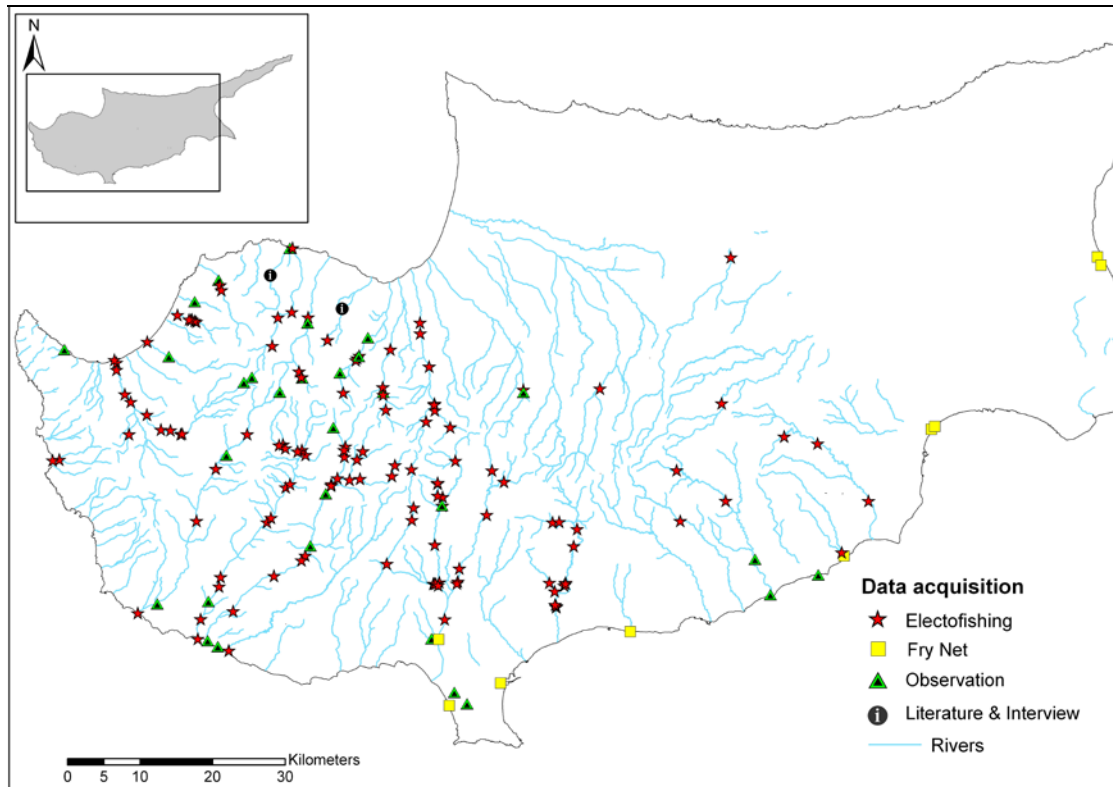 N
Data acquisition
Electofishing
Fry Net
Observation
i Literature & Interview
Rivers
Kilometers
0 5 10 20 30